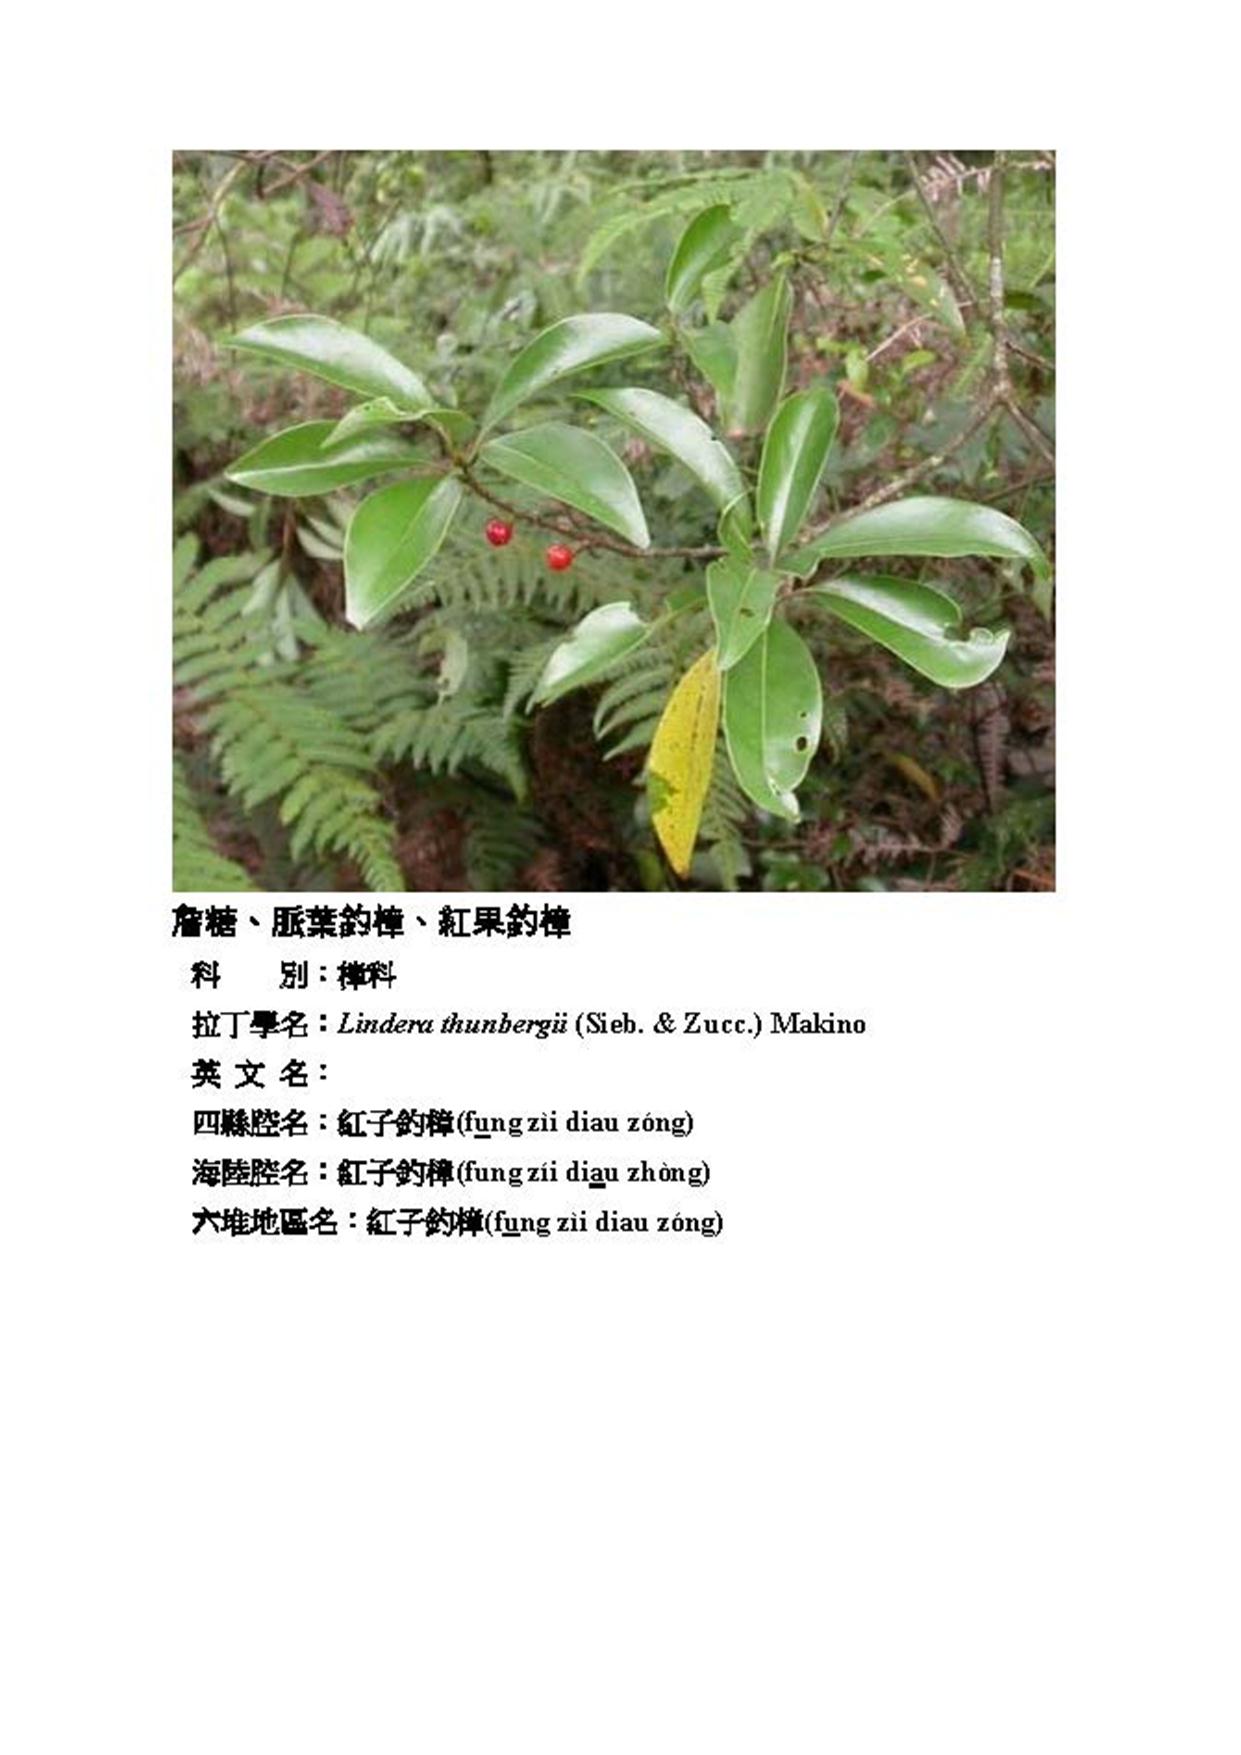 詹糖、脈葉釣樟、紅果釣樟
科　　別：樟科
拉丁學名：Lindera thunbergii (Sieb. & Zucc.) Makino
英 文 名：
四縣腔名：紅子釣樟(fung zìi diau zóng)
海陸腔名：紅子釣樟(fung zíi diau zhòng)
六堆地區名：紅子釣樟(fung zìi diau zóng)